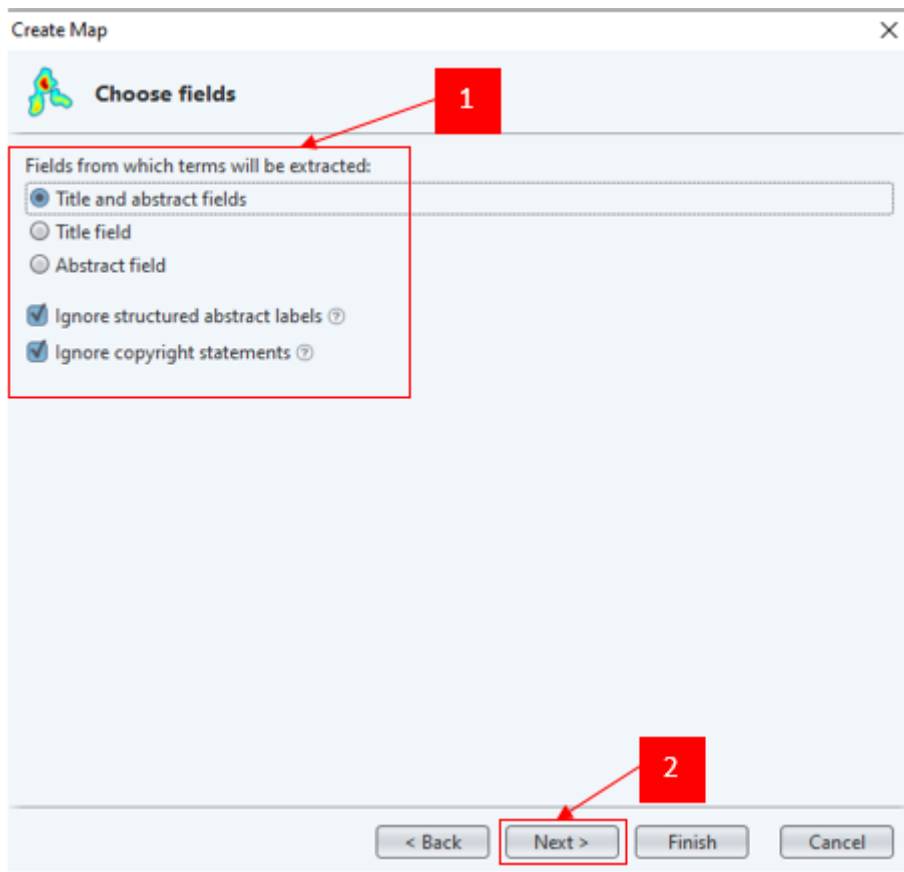 Create Map
Choose fields
1
Fields from which terms will be extracted:
Title and abstract fields
Title field
Abstract field
Ignore structured abstract labels ?
Ignore copyright statements ?
2
< Back Next > Finish Cancel